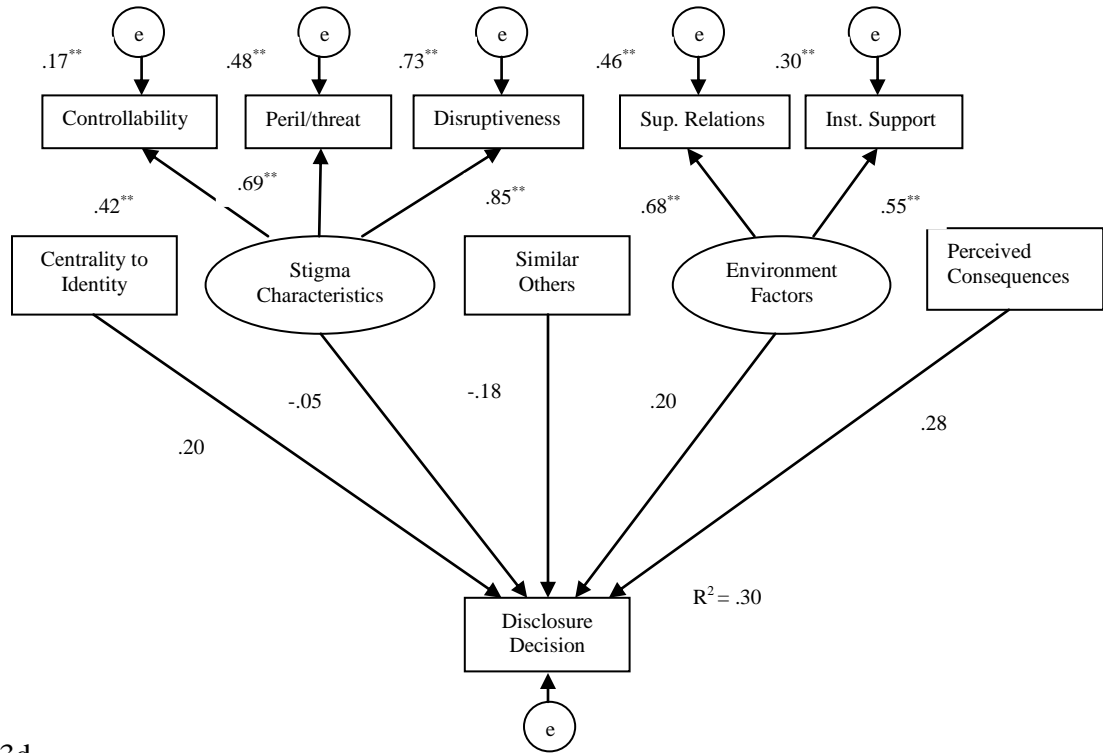 e e e e e
.17** .48** .73** .46** .30**
Controllability Peril/threat Disruptiveness Sup. Relations Inst. Support
.69**
.42** .85** .68** .55**
Centrality to
Identity
Stigma
Characteristics
Similar
Others
Environment
Factors
Perceived
Consequences
-.05 -.18 .20
.20 .28
R² = .30
Disclosure
Decision
e